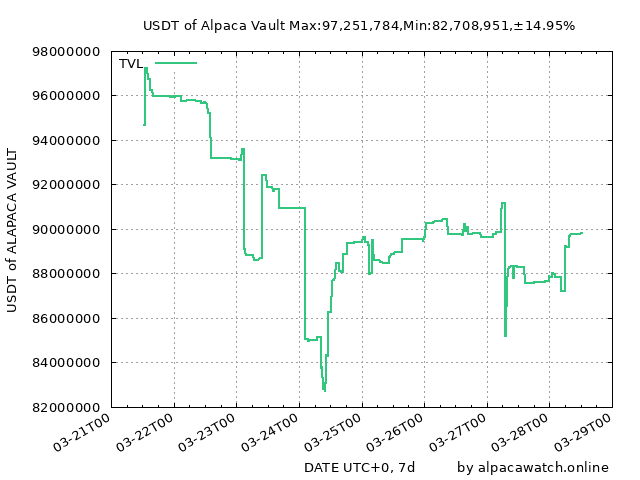 USDT of Alpaca Vault Max:97,251,784,Min:82,708,951,±14.95%
98000000
TVL
96000000
94000000
92000000
90000000
88000000
86000000
84000000
82000000
USDT of ALAPACA VAULT
03-21T00
03-22T00
03-23T00
03-24T00
03-25T00
03-26T00
03-27T00
03-28T00
03-29T00
DATE UTC+0, 7d
by alpacawatch.online